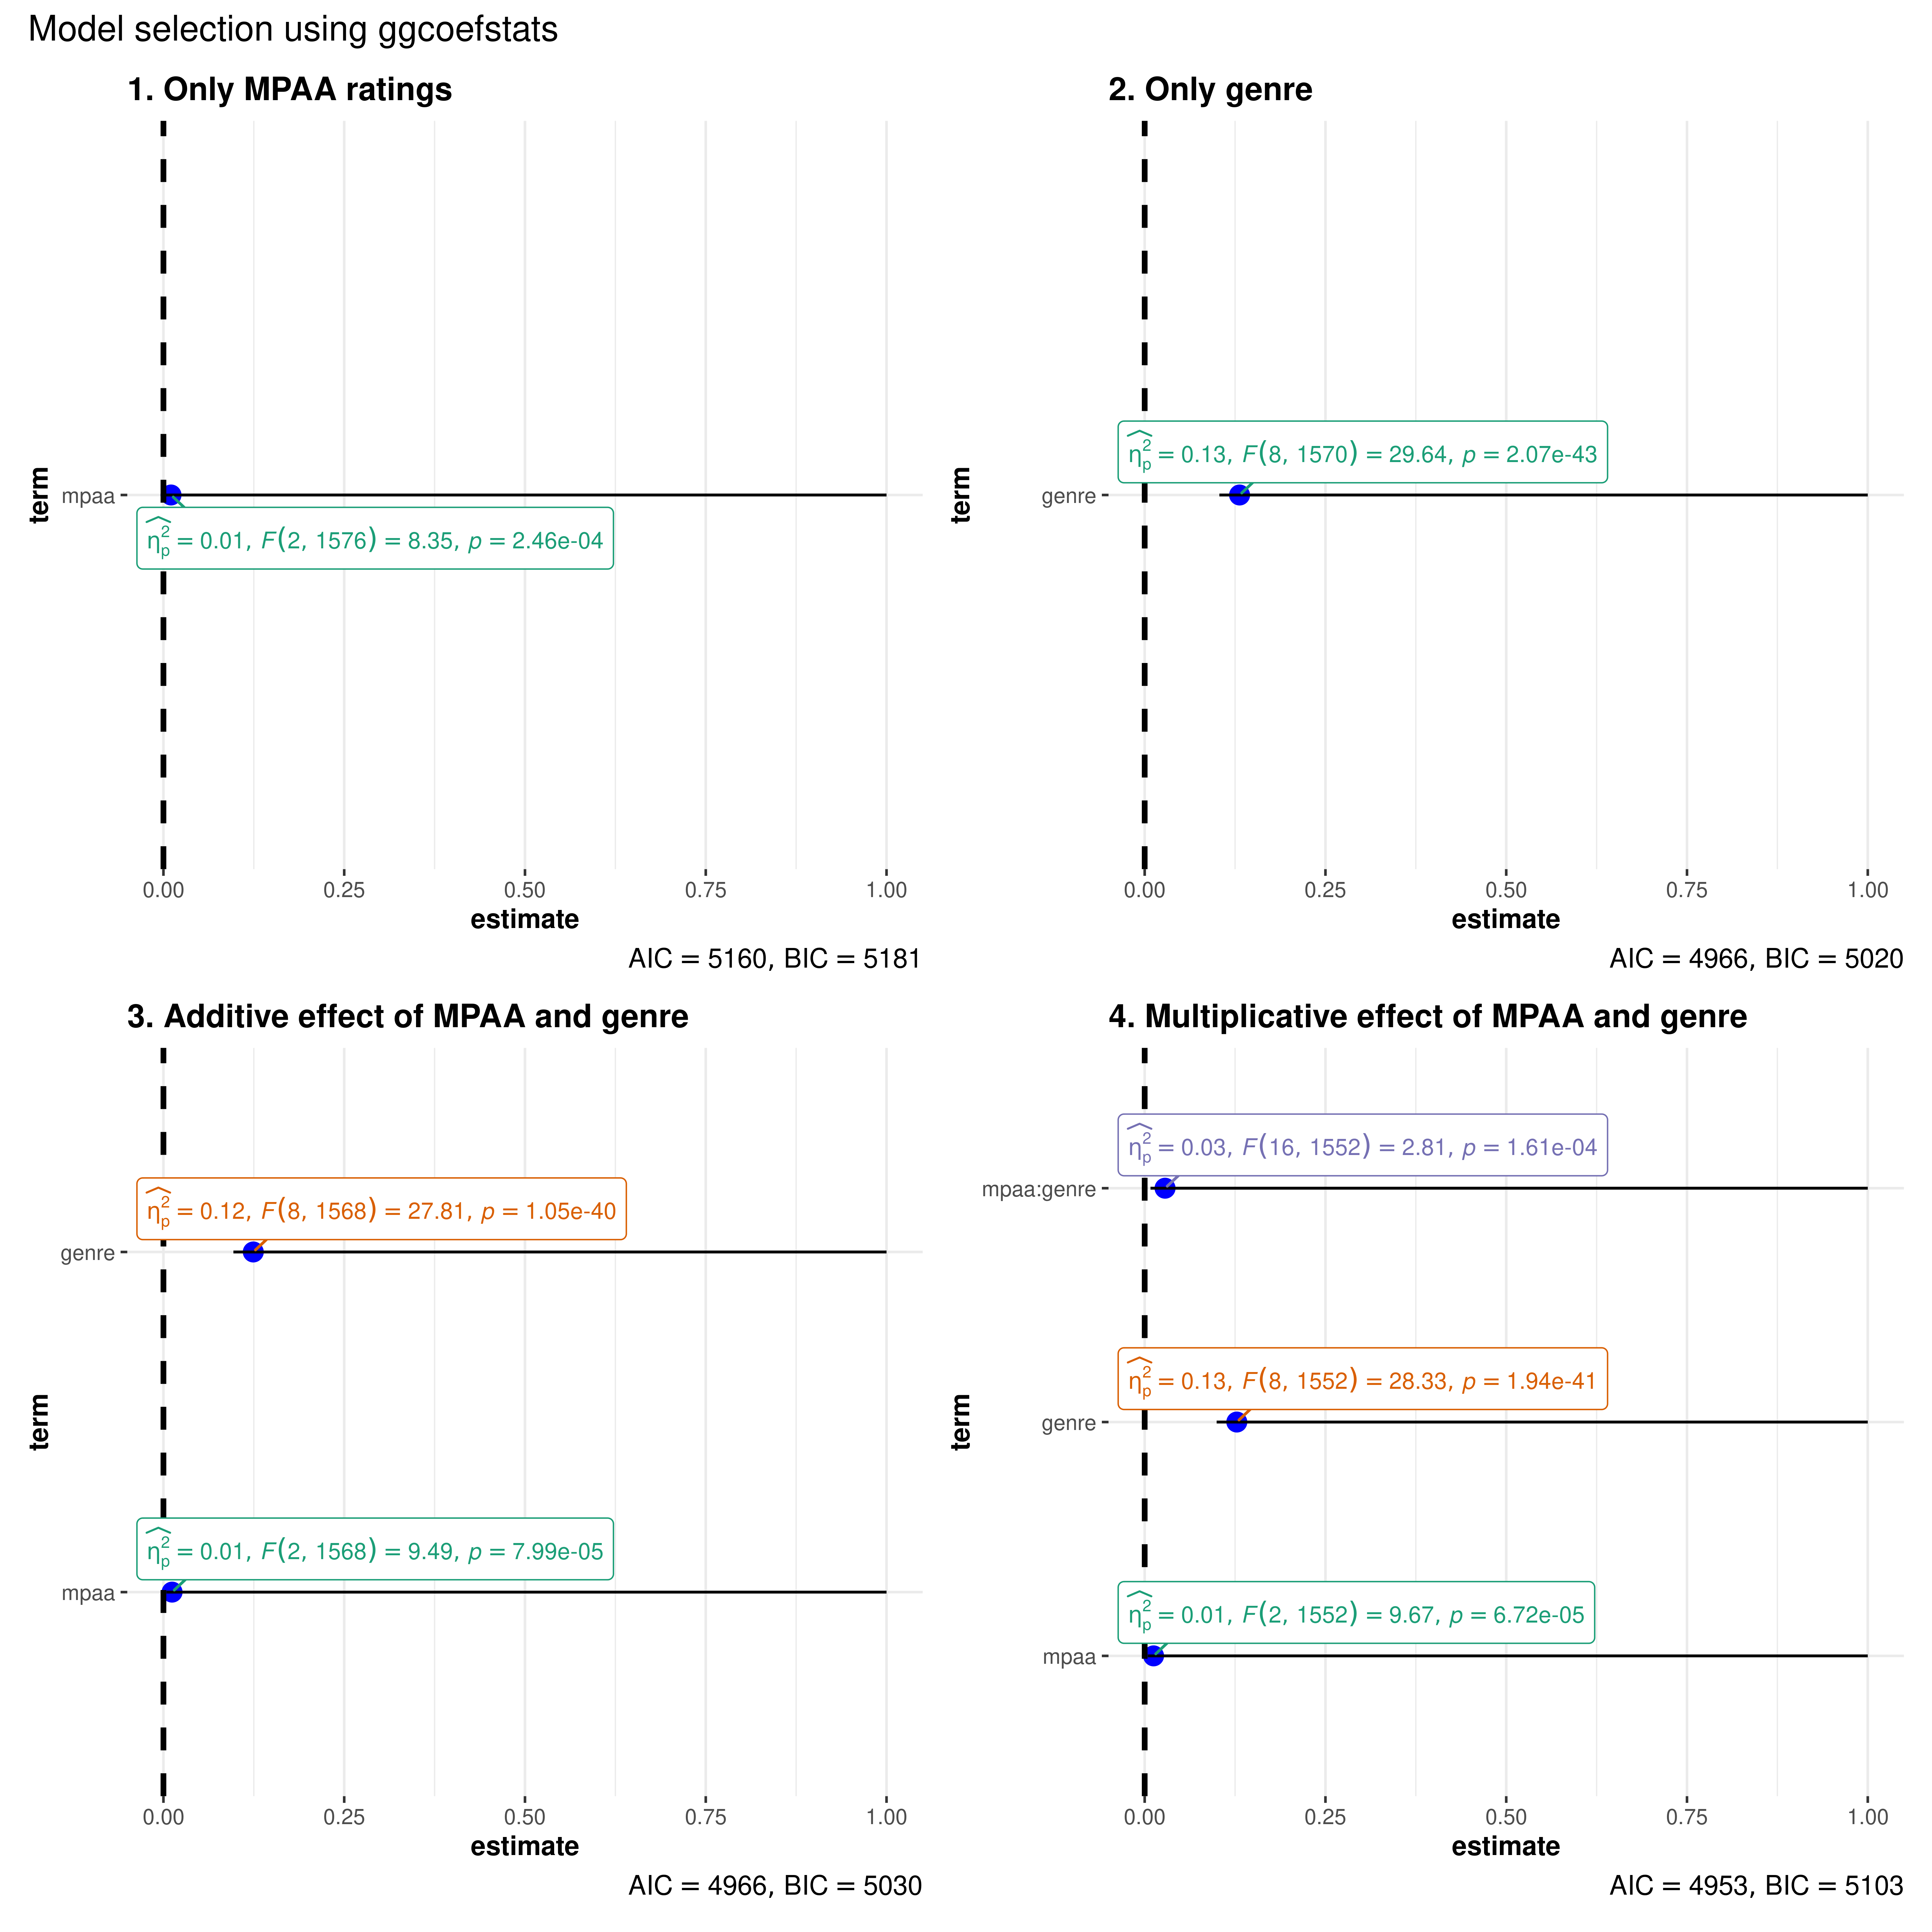 Model selection using ggcoefstats
1. Only MPAA ratings
term
mpaa
η̂²ₚ = 0.01, F(2, 1576) = 8.35, p = 2.46e-04
0.00 0.25 0.50 0.75 1.00
estimate
AIC = 5160, BIC = 5181
2. Only genre
term
genre
η̂²ₚ = 0.13, F(8, 1570) = 29.64, p = 2.07e-43
0.00 0.25 0.50 0.75 1.00
estimate
AIC = 4966, BIC = 5020
3. Additive effect of MPAA and genre
term
η̂²ₚ = 0.12, F(8, 1568) = 27.81, p = 1.05e-40
genre
η̂²ₚ = 0.01, F(2, 1568) = 9.49, p = 7.99e-05
mpaa
0.00 0.25 0.50 0.75 1.00
estimate
AIC = 4966, BIC = 5030
4. Multiplicative effect of MPAA and genre
term
η̂²ₚ = 0.03, F(16, 1552) = 2.81, p = 1.61e-04
mpaa:genre
η̂²ₚ = 0.13, F(8, 1552) = 28.33, p = 1.94e-41
genre
η̂²ₚ = 0.01, F(2, 1552) = 9.67, p = 6.72e-05
mpaa
0.00 0.25 0.50 0.75 1.00
estimate
AIC = 4953, BIC = 5103